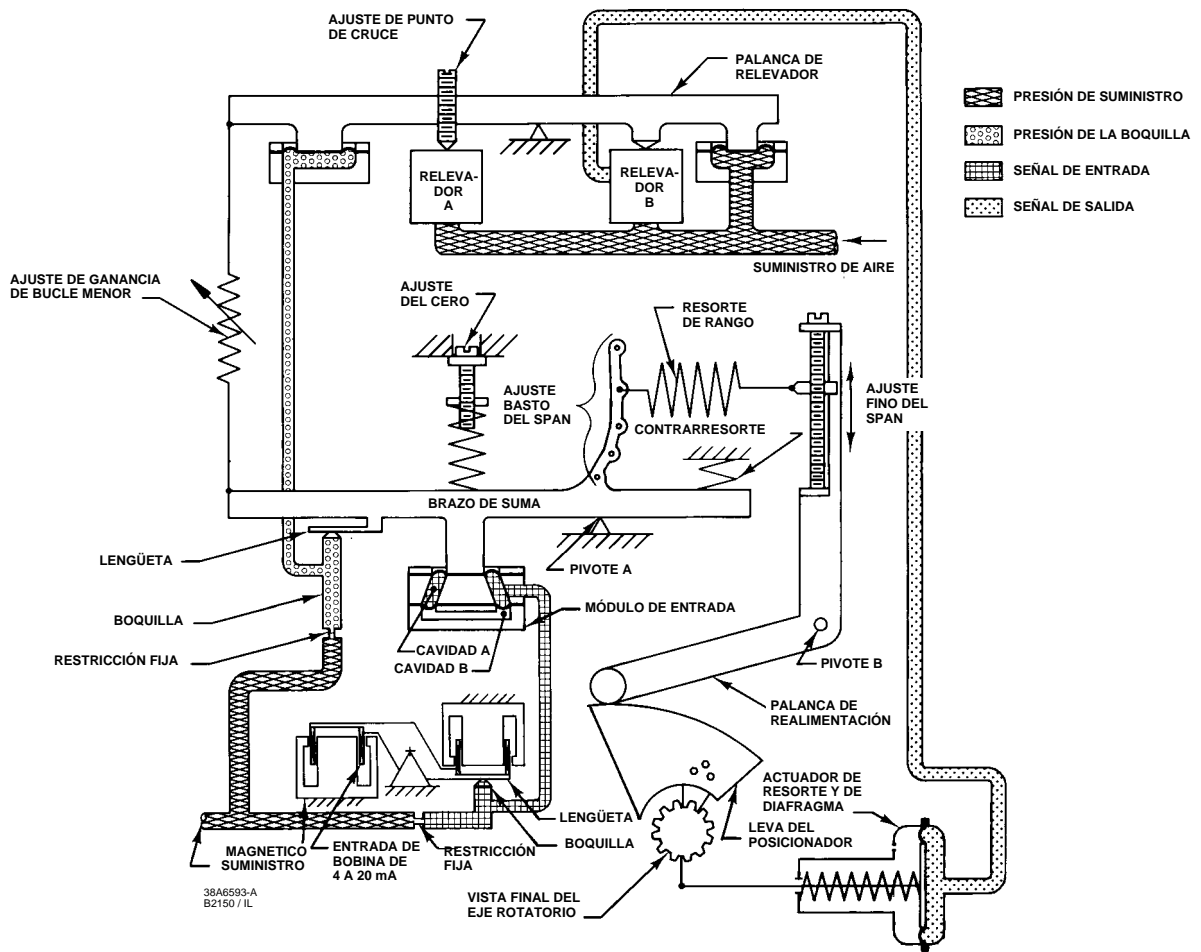 AJUSTE DE PUNTO
DE CRUCE
PALANCA DE
RELEVADOR
PRESIÓN DE SUMINISTRO
PRESIÓN DE LA BOQUILLA
SEÑAL DE ENTRADA
SEÑAL DE SALIDA
RELEVA-
DOR
A
RELEVA-
DOR
B
SUMINISTRO DE AIRE
AJUSTE DE GANANCIA
DE BUCLE MENOR
AJUSTE
DEL CERO
RESORTE
DE RANGO
AJUSTE
BASTO
DEL SPAN
AJUSTE
FINO DEL
SPAN
CONTRARRESORTE
BRAZO DE SUMA
LENGÜETA
PIVOTE A
BOQUILLA
MÓDULO DE ENTRADA
RESTRICCIÓN FIJA
CAVIDAD A
CAVIDAD B
PIVOTE B
PALANCA DE
REALIMENTACIÓN
ACTUADOR DE
RESORTE Y DE
DIAFRAGMA
LENGÜETA
BOQUILLA
LEVA DEL
POSICIONADOR
MAGNETICO
SUMINISTRO
ENTRADA DE
BOBINA DE
4 A 20 mA
RESTRICCIÓN
FIJA
VISTA FINAL DEL
EJE ROTATORIO
38A6593-A
B2150 / IL